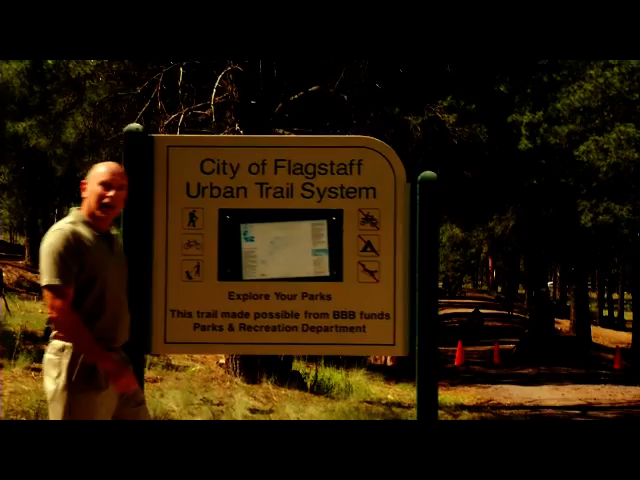 City of Flagstaff
Urban Trail System
Explore Your Parks
This trail made possible from BBB funds
Parks & Recreation Department